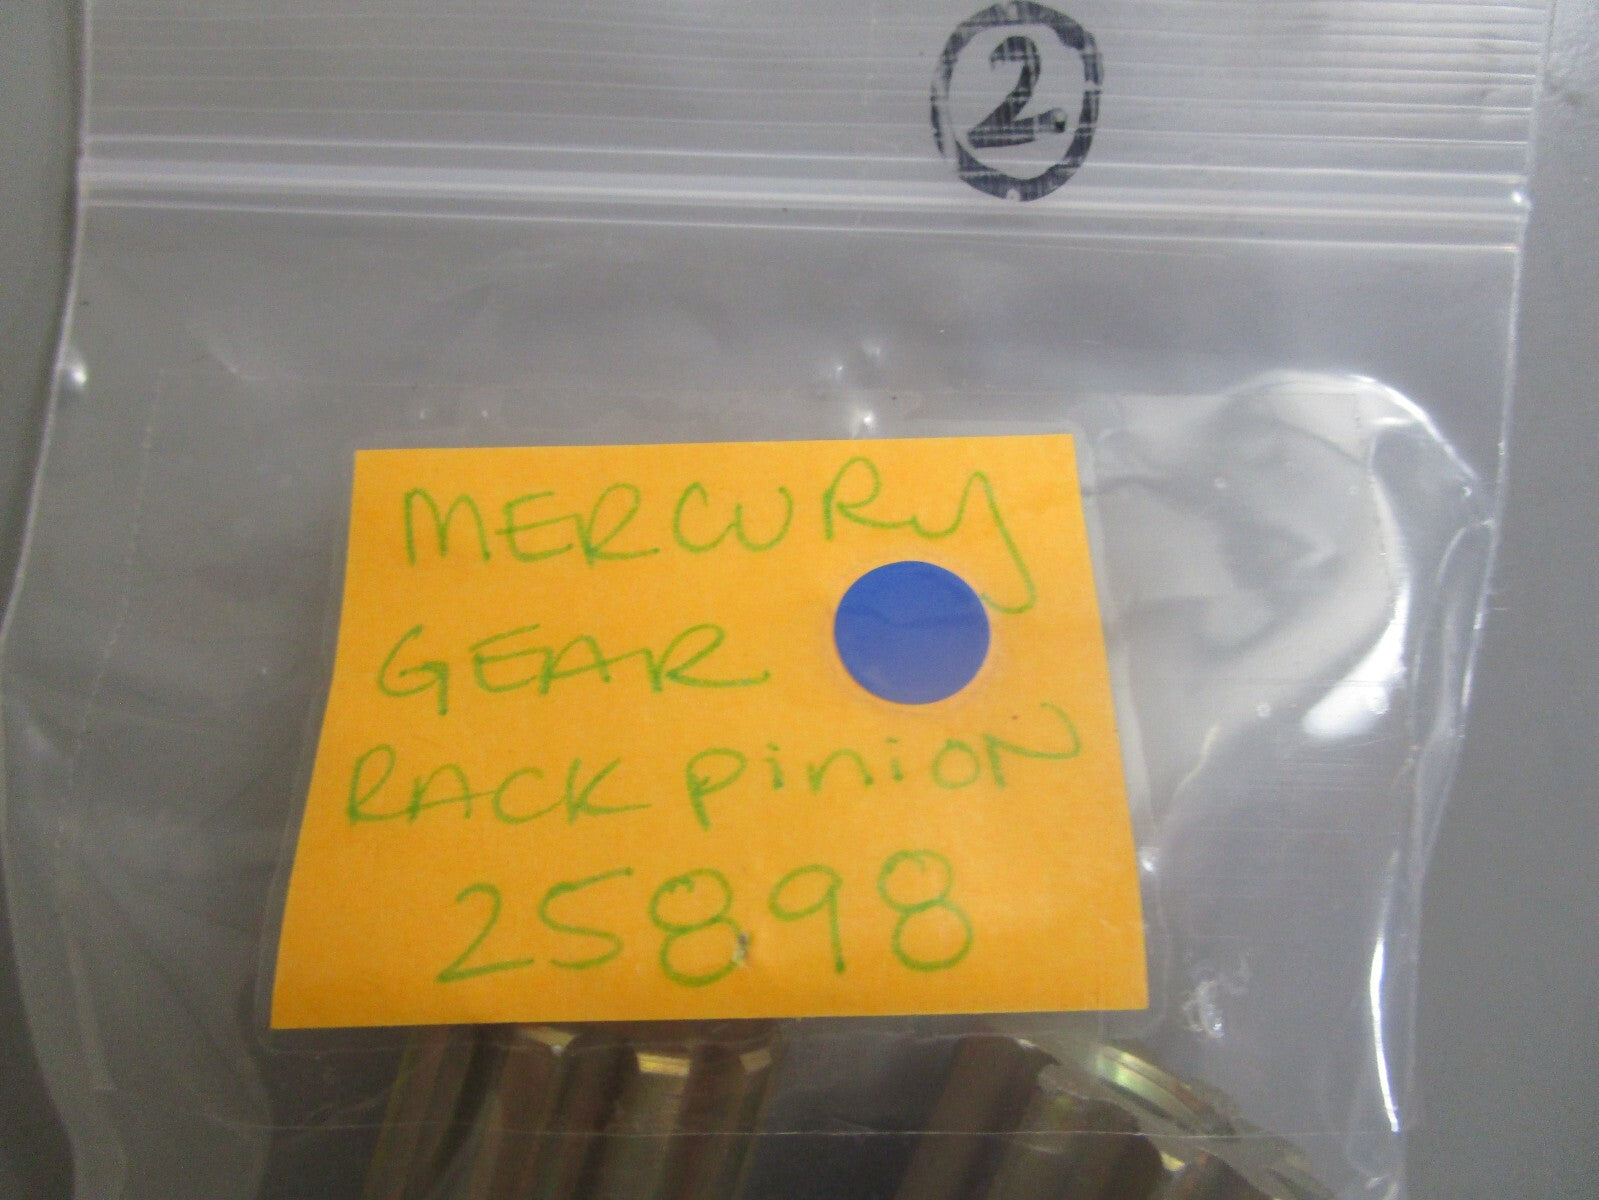 2.
MERCURY
GEAR
RACK PiNiON
25898